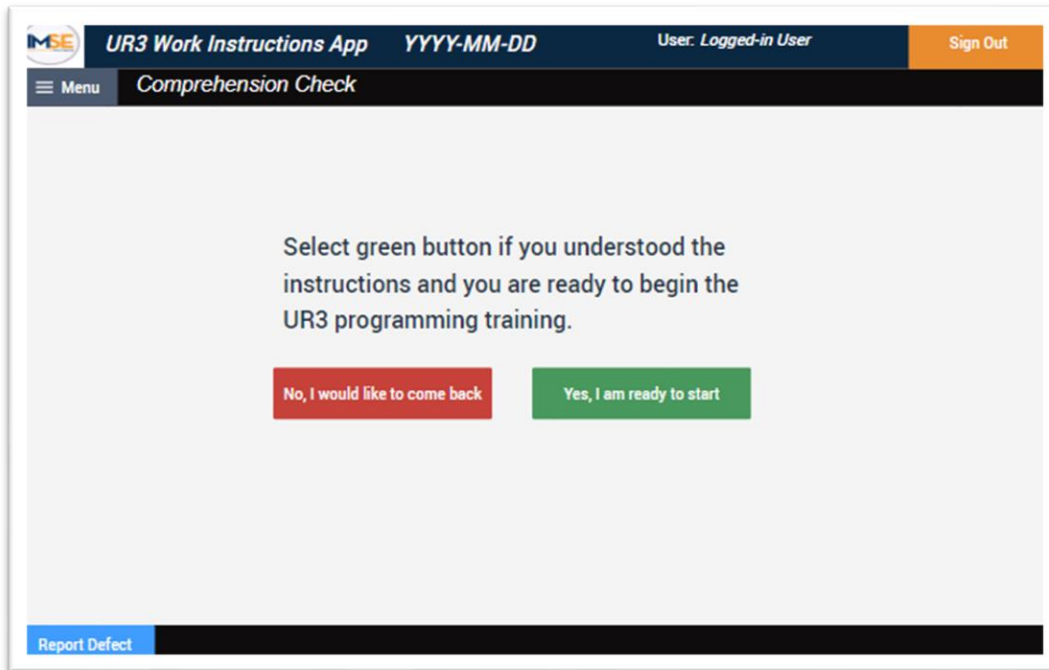 IMSE
UR3 Work Instructions App YYYY-MM-DD User: Logged-in User Sign Out
Menu Comprehension Check
Select green button if you understood the
instructions and you are ready to begin the
UR3 programming training.
No, I would like to come back Yes, I am ready to start
Report Defect